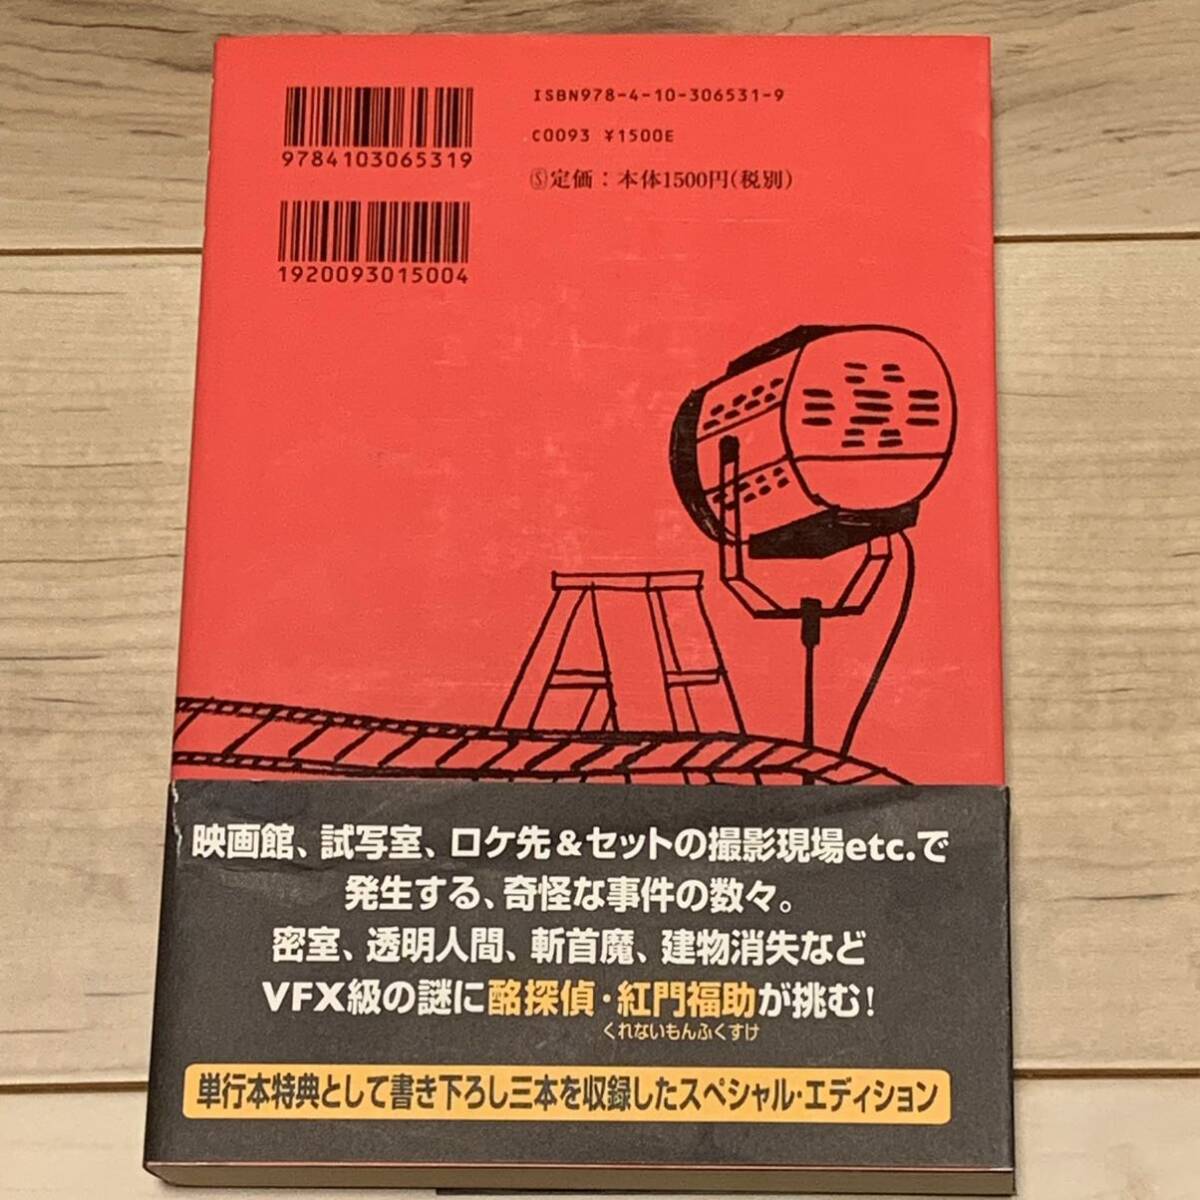 ISBN978-4-10-306531-9
9784103065319
C0093 ¥1500E
Ⓢ定価：本体1500円(税別)
1920093015004
映画館、試写室、ロケ先＆セットの撮影現場etc.で
発生する、奇怪な事件の数々。
密室、透明人間、斬首魔、建物消失など
VFX級の謎に酩探偵・紅門福助が挑む！
くれないもんふくすけ
単行本特典として書き下ろし三本を収録したスペシャル・エディション